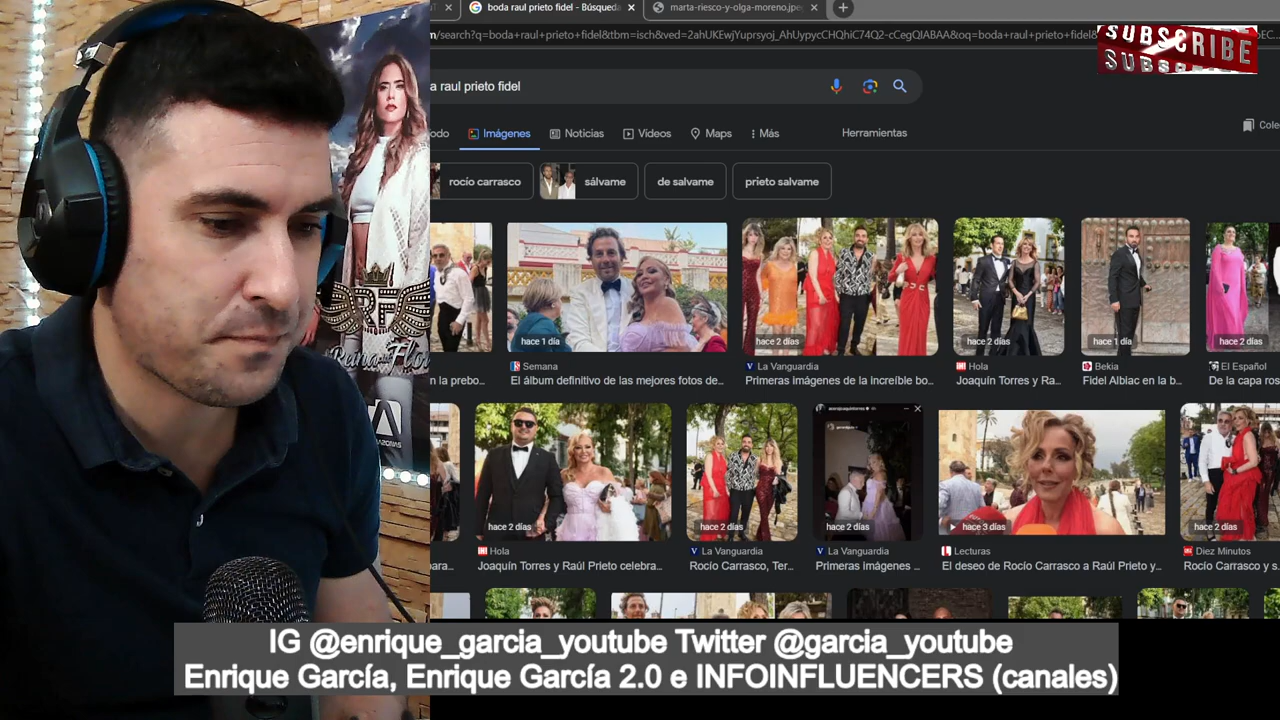 boda raul prieto fidel - Búsqueda
marta-riesco-y-olga-moreno.jpe
SUBSCRIBE
a raul prieto fidel
Imágenes
Noticias
Vídeos
Maps
Más
Herramientas
rocío carrasco
sálvame
de salvame
prieto salvame
hace 1 día
hace 2 días
hace 2 días
hace 1 día
hace 2 días
n la prebo...
Semana
El álbum definitivo de las mejores fotos de...
La Vanguardia
Primeras imágenes de la increíble bo...
Hola
Joaquín Torres y Ra...
Bekia
Fidel Albiac en la b...
El Español
De la capa ros
RF
hace 2 días
hace 2 días
hace 2 días
hace 3 días
hace 2 días
para...
Hola
Joaquín Torres y Raúl Prieto celebra...
La Vanguardia
Rocío Carrasco, Ter...
La Vanguardia
Primeras imágenes ...
Lecturas
El deseo de Rocío Carrasco a Raúl Prieto y...
Diez Minutos
Rocío Carrasco y s
IG @enrique_garcia_youtube Twitter @garcia_youtube
Enrique García, Enrique García 2.0 e INFOINFLUENCERS (canales)